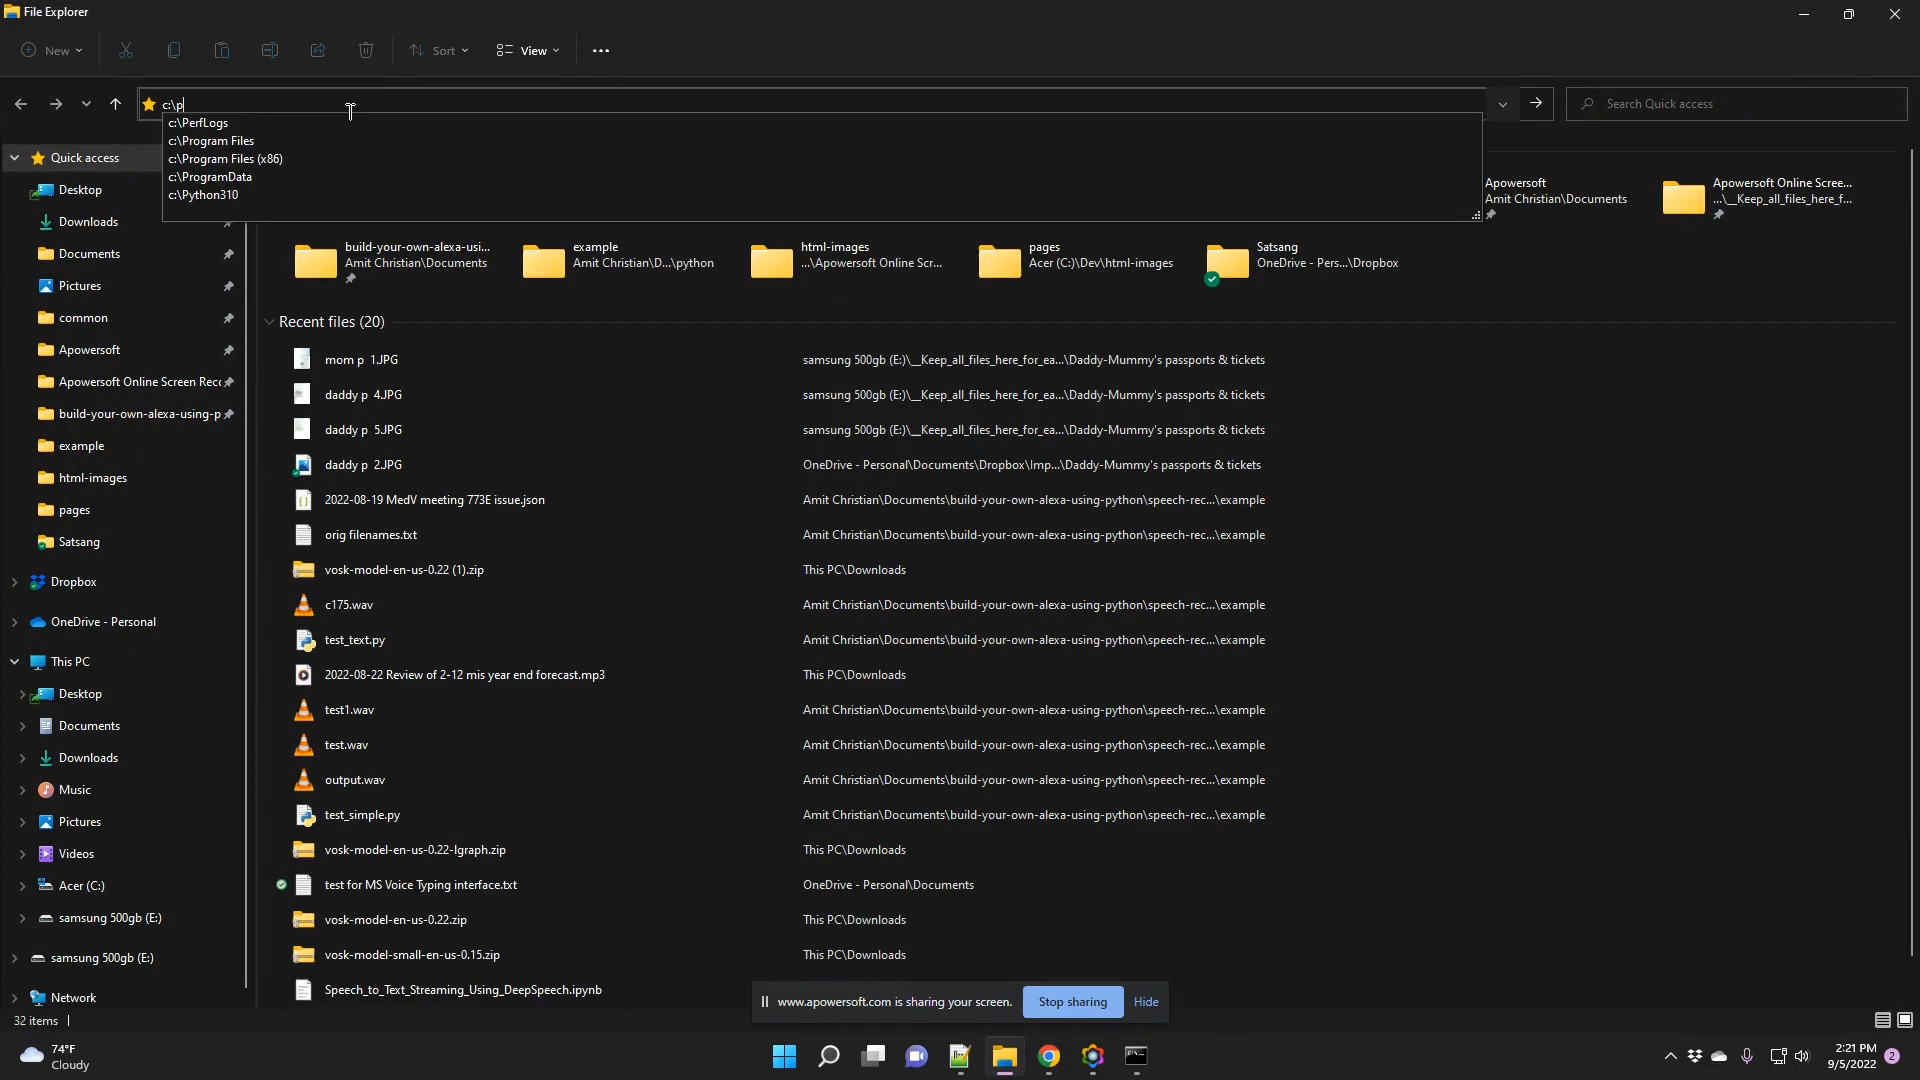 File Explorer
New
Sort
View
c:\p
Search Quick access
c:\PerfLogs
c:\Program Files
c:\Program Files (x86)
c:\ProgramData
c:\Python310
Quick access
Desktop
Downloads
Documents
Pictures
common
Apowersoft
Apowersoft Online Screen Recc
build-your-own-alexa-using-p
example
html-images
pages
Satsang
Dropbox
OneDrive - Personal
This PC
Desktop
Documents
Downloads
Music
Pictures
Videos
Acer (C:)
samsung 500gb (E:)
samsung 500gb (E:)
Network
Apowersoft
Amit Christian\Documents
Apowersoft Online Scree...
...\__Keep_all_files_here_f...
build-your-own-alexa-usi...
Amit Christian\Documents
example
Amit Christian\D...\python
html-images
...\Apowersoft Online Scr...
pages
Acer (C:)\Dev\html-images
Satsang
OneDrive - Pers...\Dropbox
Recent files (20)
mom p 1.JPG samsung 500gb (E:)\__Keep_all_files_here_for_ea...\Daddy-Mummy's passports & tickets
daddy p 4.JPG samsung 500gb (E:)\__Keep_all_files_here_for_ea...\Daddy-Mummy's passports & tickets
daddy p 5.JPG samsung 500gb (E:)\__Keep_all_files_here_for_ea...\Daddy-Mummy's passports & tickets
daddy p 2.JPG OneDrive - Personal\Documents\Dropbox\Imp...\Daddy-Mummy's passports & tickets
2022-08-19 MedV meeting 773E issue.json Amit Christian\Documents\build-your-own-alexa-using-python\speech-rec...\example
orig filenames.txt Amit Christian\Documents\build-your-own-alexa-using-python\speech-rec...\example
vosk-model-en-us-0.22 (1).zip This PC\Downloads
c175.wav Amit Christian\Documents\build-your-own-alexa-using-python\speech-rec...\example
test_text.py Amit Christian\Documents\build-your-own-alexa-using-python\speech-rec...\example
2022-08-22 Review of 2-12 mis year end forecast.mp3 This PC\Downloads
test1.wav Amit Christian\Documents\build-your-own-alexa-using-python\speech-rec...\example
test.wav Amit Christian\Documents\build-your-own-alexa-using-python\speech-rec...\example
output.wav Amit Christian\Documents\build-your-own-alexa-using-python\speech-rec...\example
test_simple.py Amit Christian\Documents\build-your-own-alexa-using-python\speech-rec...\example
vosk-model-en-us-0.22-lgraph.zip This PC\Downloads
test for MS Voice Typing interface.txt OneDrive - Personal\Documents
vosk-model-en-us-0.22.zip This PC\Downloads
vosk-model-small-en-us-0.15.zip This PC\Downloads
Speech_to_Text_Streaming_Using_DeepSpeech.ipynb
www.apowersoft.com is sharing your screen. Stop sharing Hide
32 items
74°F
Cloudy
2:21 PM
9/5/2022
2